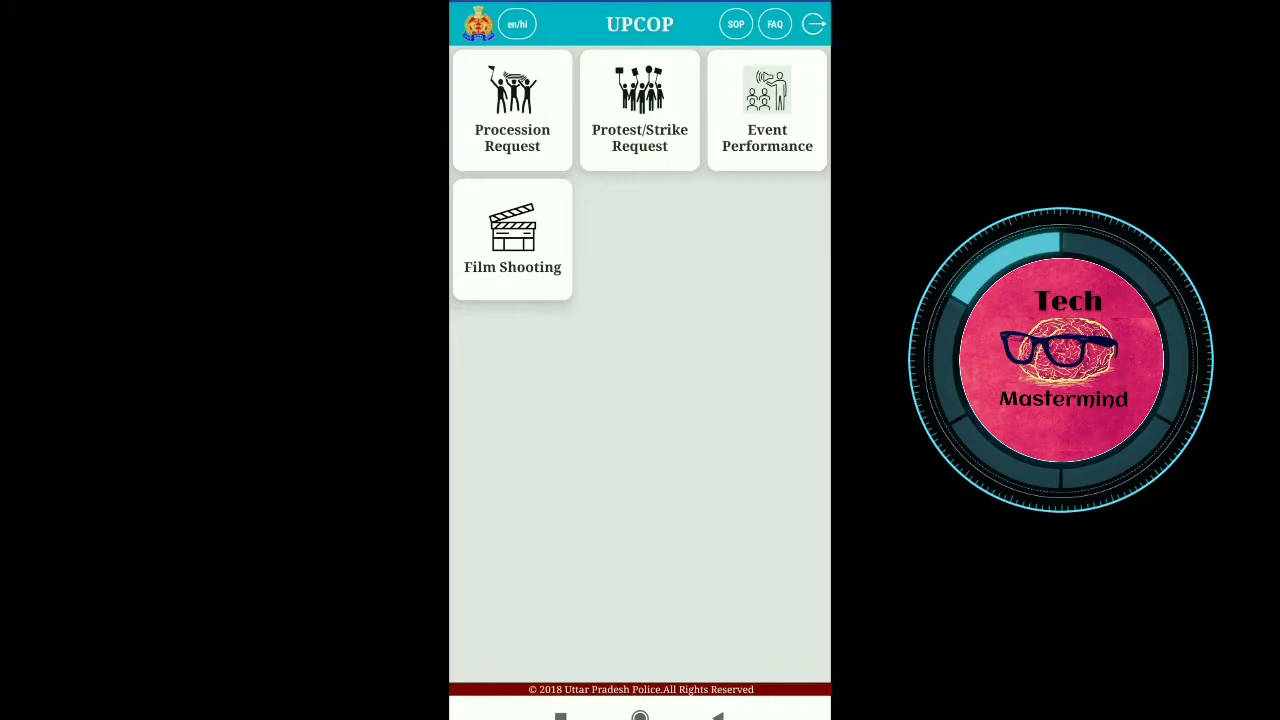 en/hi
UPCOP
SOP
FAQ
Procession
Request
Protest/Strike
Request
Event
Performance
Film Shooting
Tech
Mastermind
© 2018 Uttar Pradesh Police.All Rights Reserved